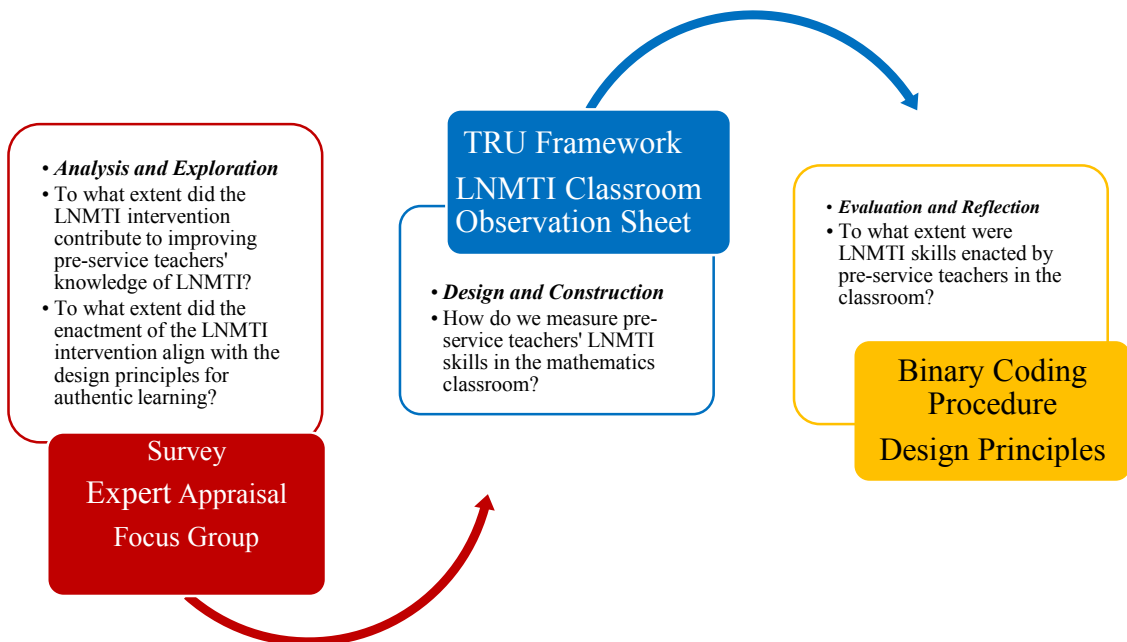 • Analysis and Exploration
• To what extent did the
LNMTI intervention
contribute to improving
pre-service teachers'
knowledge of LNMTI?
• To what extent did the
enactment of the LNMTI
intervention align with the
design principles for
authentic learning?
Survey
Expert Appraisal
Focus Group
TRU Framework
LNMTI Classroom
Observation Sheet
• Design and Construction
• How do we measure pre-
service teachers' LNMTI
skills in the mathematics
classroom?
• Evaluation and Reflection
• To what extent were
LNMTI skills enacted by
pre-service teachers in the
classroom?
Binary Coding
Procedure
Design Principles